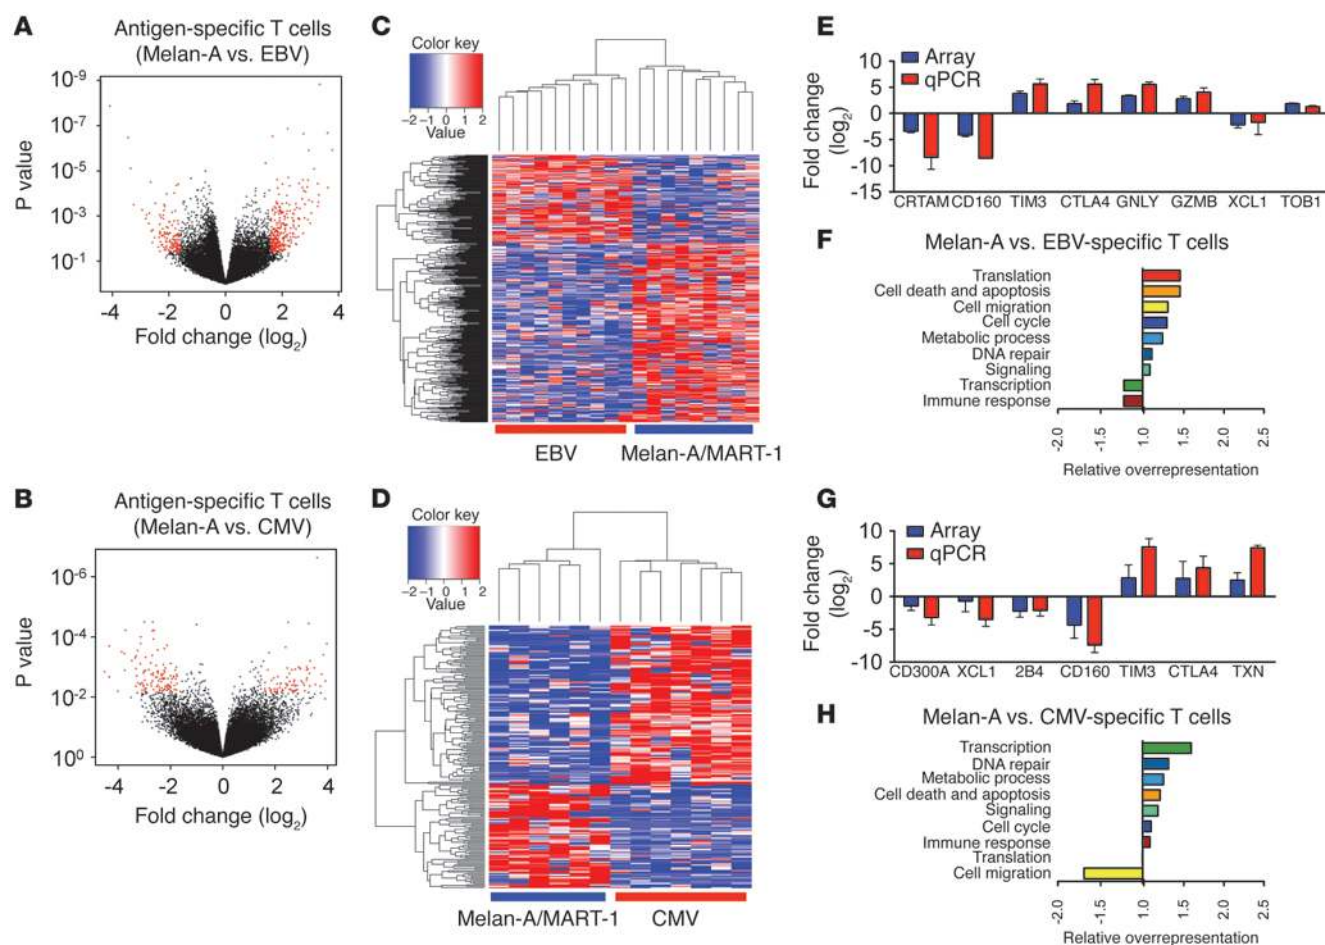 A
Antigen-specific T cells
(Melan-A vs. EBV)
P value
10-9
10-7
10-5
10-3
10-1
-4 -2 0 2 4
Fold change (log2)
B
Antigen-specific T cells
(Melan-A vs. CMV)
P value
10-6
10-4
10-2
100
-4 -2 0 2 4
Fold change (log2)
C
Color key
-2 -1 0 1 2
Value
EBV Melan-A/MART-1
D
Color key
-2 -1 0 1 2
Value
Melan-A/MART-1 CMV
E
Array
qPCR
Fold change
(log2)
10
5
0
-5
-10
-15
CRTAM CD160 TIM3 CTLA4 GNLY GZMB XCL1 TOB1
F
Melan-A vs. EBV-specific T cells
Translation
Cell death and apoptosis
Cell migration
Cell cycle
Metabolic process
DNA repair
Signaling
Transcription
Immune response
-2.0 -1.5 1.0 1.5 2.0 2.5
Relative overrepresentation
G
Array
qPCR
Fold change
(log2)
10
5
0
-5
-10
CD300A XCL1 2B4 CD160 TIM3 CTLA4 TXN
H
Melan-A vs. CMV-specific T cells
Transcription
DNA repair
Metabolic process
Cell death and apoptosis
Signaling
Cell cycle
Immune response
Translation
Cell migration
-2.0 -1.5 1.0 1.5 2.0 2.5
Relative overrepresentation